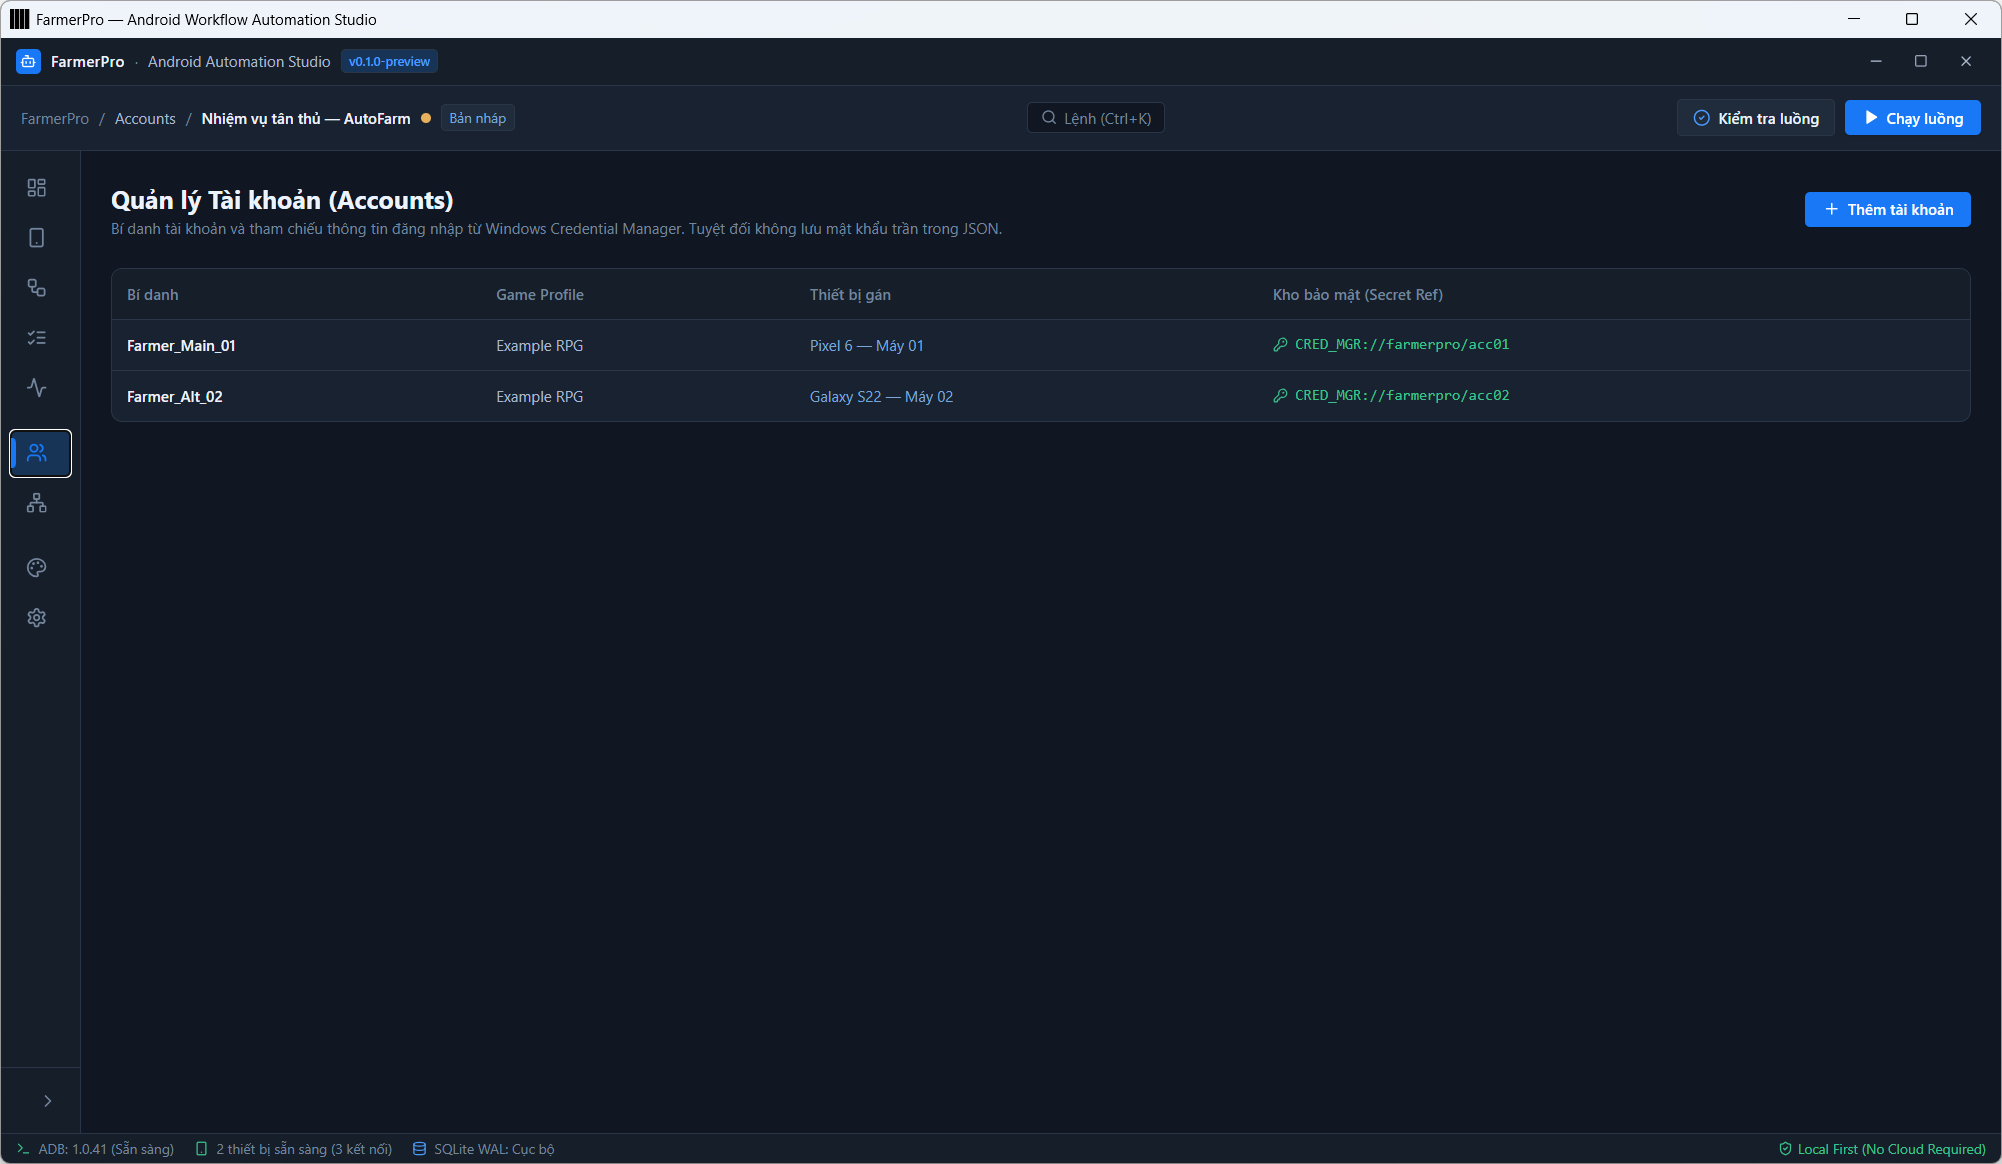 FarmerPro — Android Workflow Automation Studio
FarmerPro · Android Automation Studio v0.1.0-preview
FarmerPro / Accounts / Nhiệm vụ tân thủ — AutoFarm Bản nháp
Lệnh (Ctrl+K)
Kiểm tra luồng
Chạy luồng
Quản lý Tài khoản (Accounts)
Bí danh tài khoản và tham chiếu thông tin đăng nhập từ Windows Credential Manager. Tuyệt đối không lưu mật khẩu trần trong JSON.
Thêm tài khoản
Bí danh Game Profile Thiết bị gán Kho bảo mật (Secret Ref)
Farmer_Main_01 Example RPG Pixel 6 — Máy 01 CRED_MGR://farmerpro/acc01
Farmer_Alt_02 Example RPG Galaxy S22 — Máy 02 CRED_MGR://farmerpro/acc02
ADB: 1.0.41 (Sẵn sàng) 2 thiết bị sẵn sàng (3 kết nối) SQLite WAL: Cục bộ Local First (No Cloud Required)